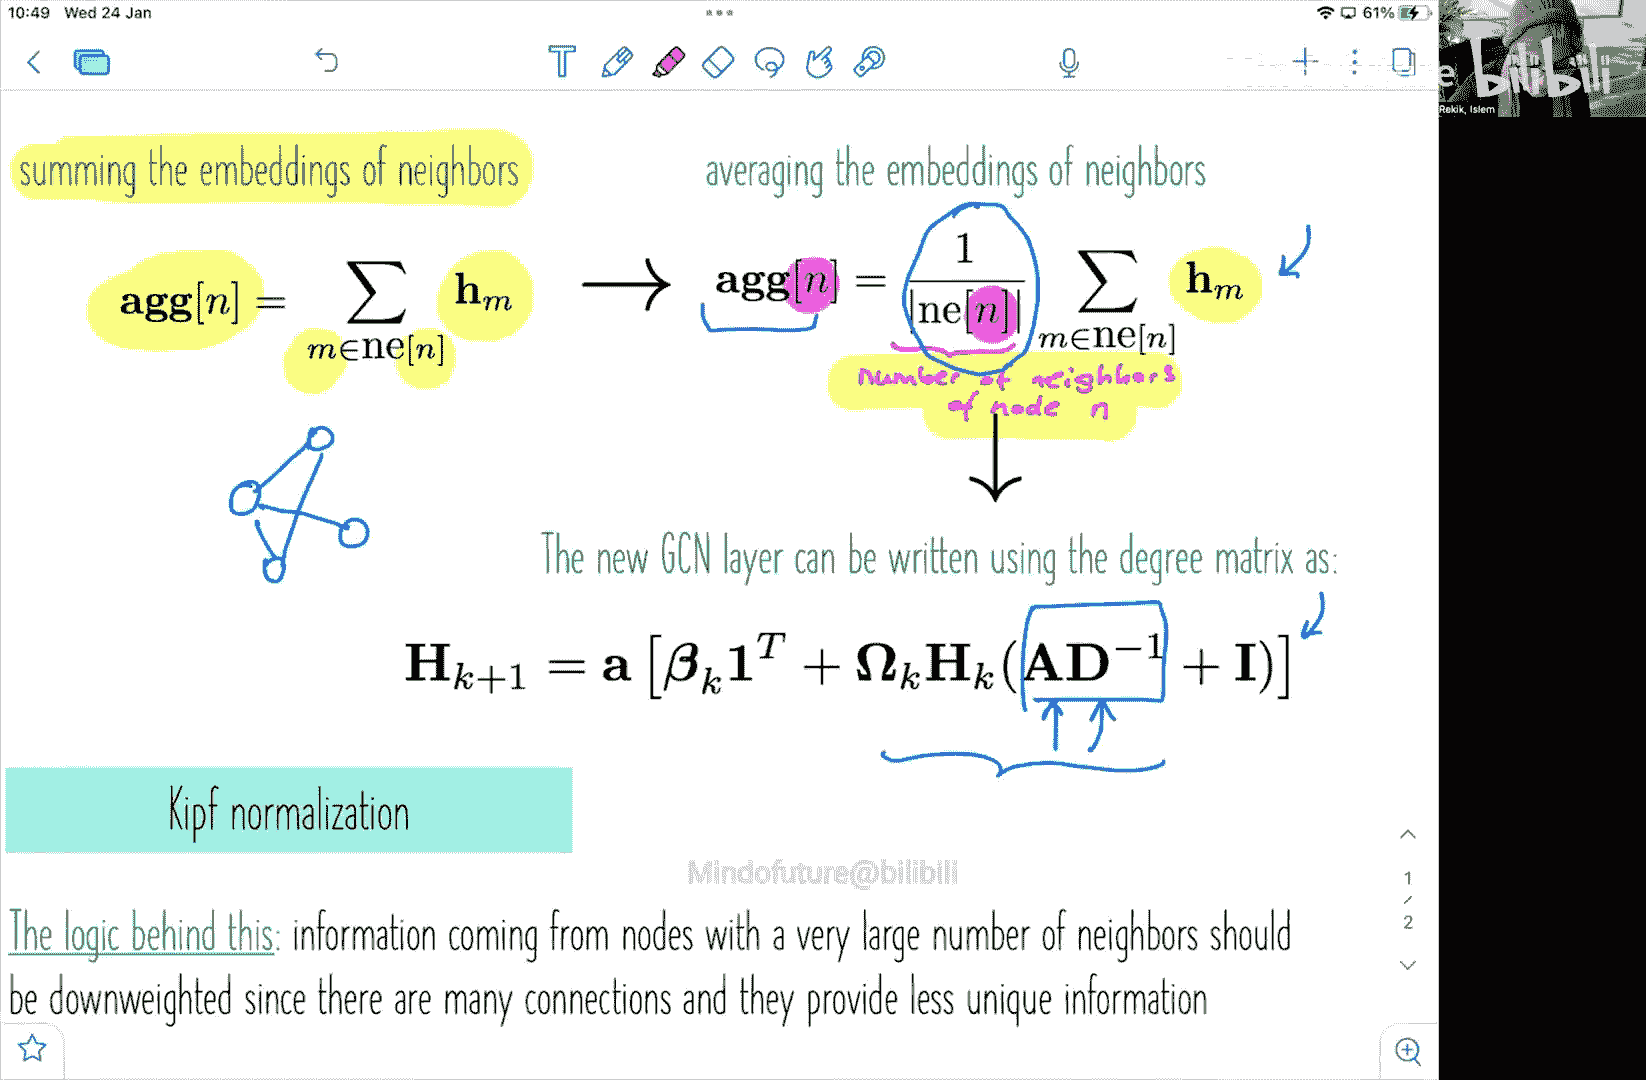 10:49 Wed 24 Jan
61%
bilibili
Rekik, Islem
summing the embeddings of neighbors
averaging the embeddings of neighbors
agg[n] = ∑_{m∈ne[n]} h_m → agg[n] = 1/|ne[n]| ∑_{m∈ne[n]} h_m
number of neighbors
of node n
The new GCN layer can be written using the degree matrix as:
H_{k+1} = a [β_k 1^T + Ω_k H_k (AD^{-1} + I)]
Kipf normalization
1
/
2
Mindofuture@bilibili
The logic behind this: information coming from nodes with a very large number of neighbors should
be downweighted since there are many connections and they provide less unique information